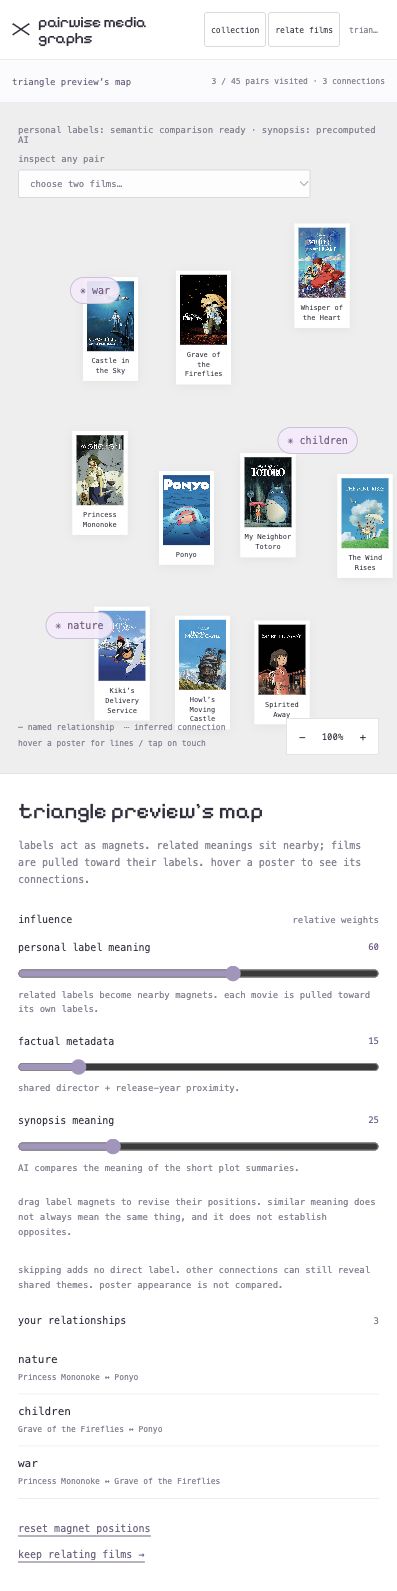 pairwise media
graphs
collection
relate films
trian…
triangle preview's map
3 / 45 pairs visited · 3 connections
personal labels: semantic comparison ready · synopsis: precomputed
AI
inspect any pair
choose two films…
Whisper of
the Heart
✳ war
Castle in
the Sky
Grave of
the
Fireflies
✳ children
Princess
Mononoke
PONYO
Ponyo
TOTORO
My Neighbor
Totoro
THE WIND RISES
The Wind
Rises
✳ nature
Kiki's
Delivery
Service
Howl's
Moving
Castle
SPIRITED AWAY
Spirited
Away
— named relationship ┄ inferred connection
hover a poster for lines / tap on touch
− 100% +
triangle preview's map
labels act as magnets. related meanings sit nearby; films
are pulled toward their labels. hover a poster to see its
connections.
influence
relative weights
personal label meaning
60
related labels become nearby magnets. each movie is pulled toward
its own labels.
factual metadata
15
shared director + release-year proximity.
synopsis meaning
25
AI compares the meaning of the short plot summaries.
drag label magnets to revise their positions. similar meaning does
not always mean the same thing, and it does not establish
opposites.
skipping adds no direct label. other connections can still reveal
shared themes. poster appearance is not compared.
your relationships
3
nature
Princess Mononoke ↔ Ponyo
children
Grave of the Fireflies ↔ Ponyo
war
Princess Mononoke ↔ Grave of the Fireflies
reset magnet positions
keep relating films →